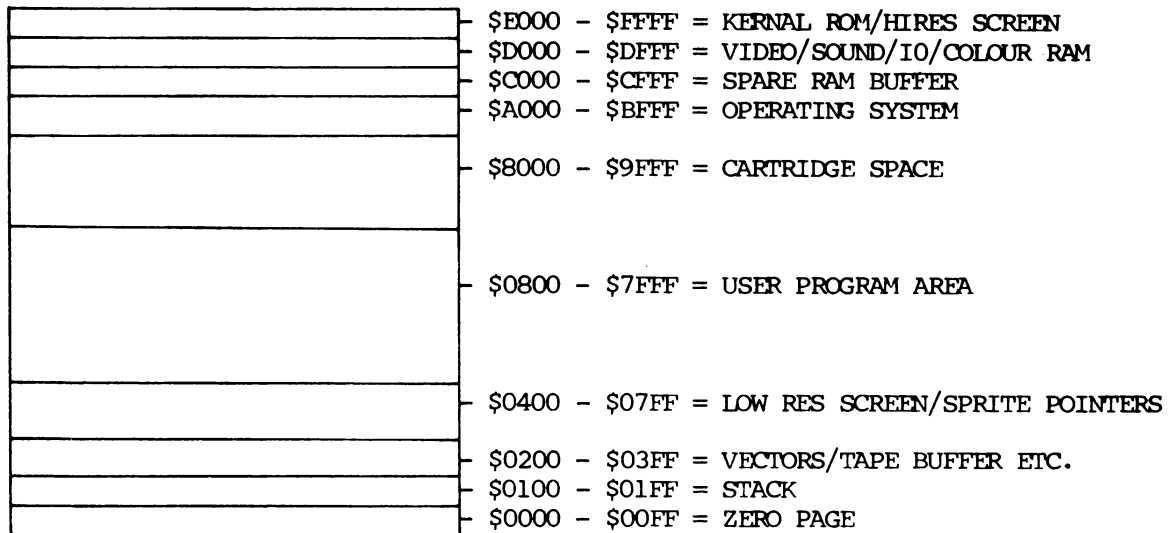 $E000 - $FFFF = KERNAL ROM/HIRES SCREEN
$D000 - $DFFF = VIDEO/SOUND/IO/COLOUR RAM
$C000 - $CFFF = SPARE RAM BUFFER
$A000 - $BFFF = OPERATING SYSTEM
$8000 - $9FFF = CARTRIDGE SPACE
$0800 - $7FFF = USER PROGRAM AREA
$0400 - $07FF = LOW RES SCREEN/SPRITE POINTERS
$0200 - $03FF = VECTORS/TAPE BUFFER ETC.
$0100 - $01FF = STACK
$0000 - $00FF = ZERO PAGE